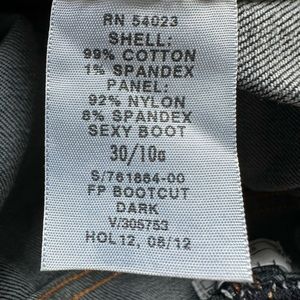 RN 54023
SHELL:
99% COTTON
1% SPANDEX
PANEL:
92% NYLON
8% SPANDEX
SEXY BOOT
30/10a
S/761864-00
FP BOOTCUT
DARK
V/305753
HOL12, 08/12